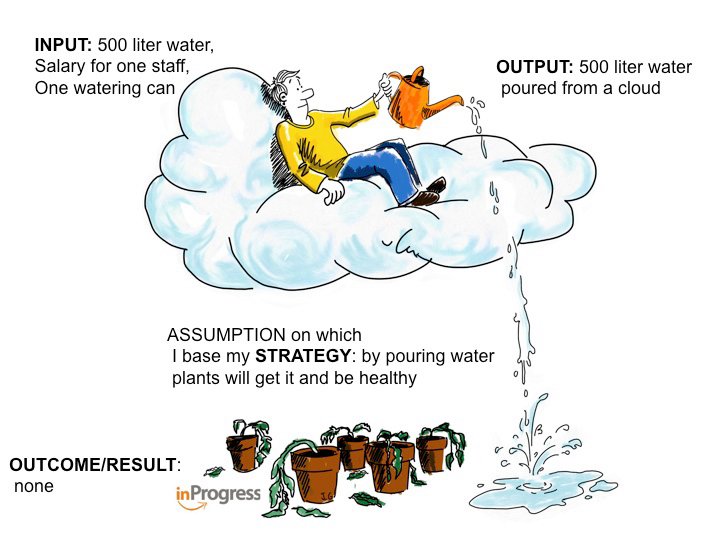 INPUT: 500 liter water,
Salary for one staff,
One watering can
OUTPUT: 500 liter water
poured from a cloud
ASSUMPTION on which
I base my STRATEGY: by pouring water
plants will get it and be healthy
OUTCOME/RESULT:
none
inProgress
I.G.